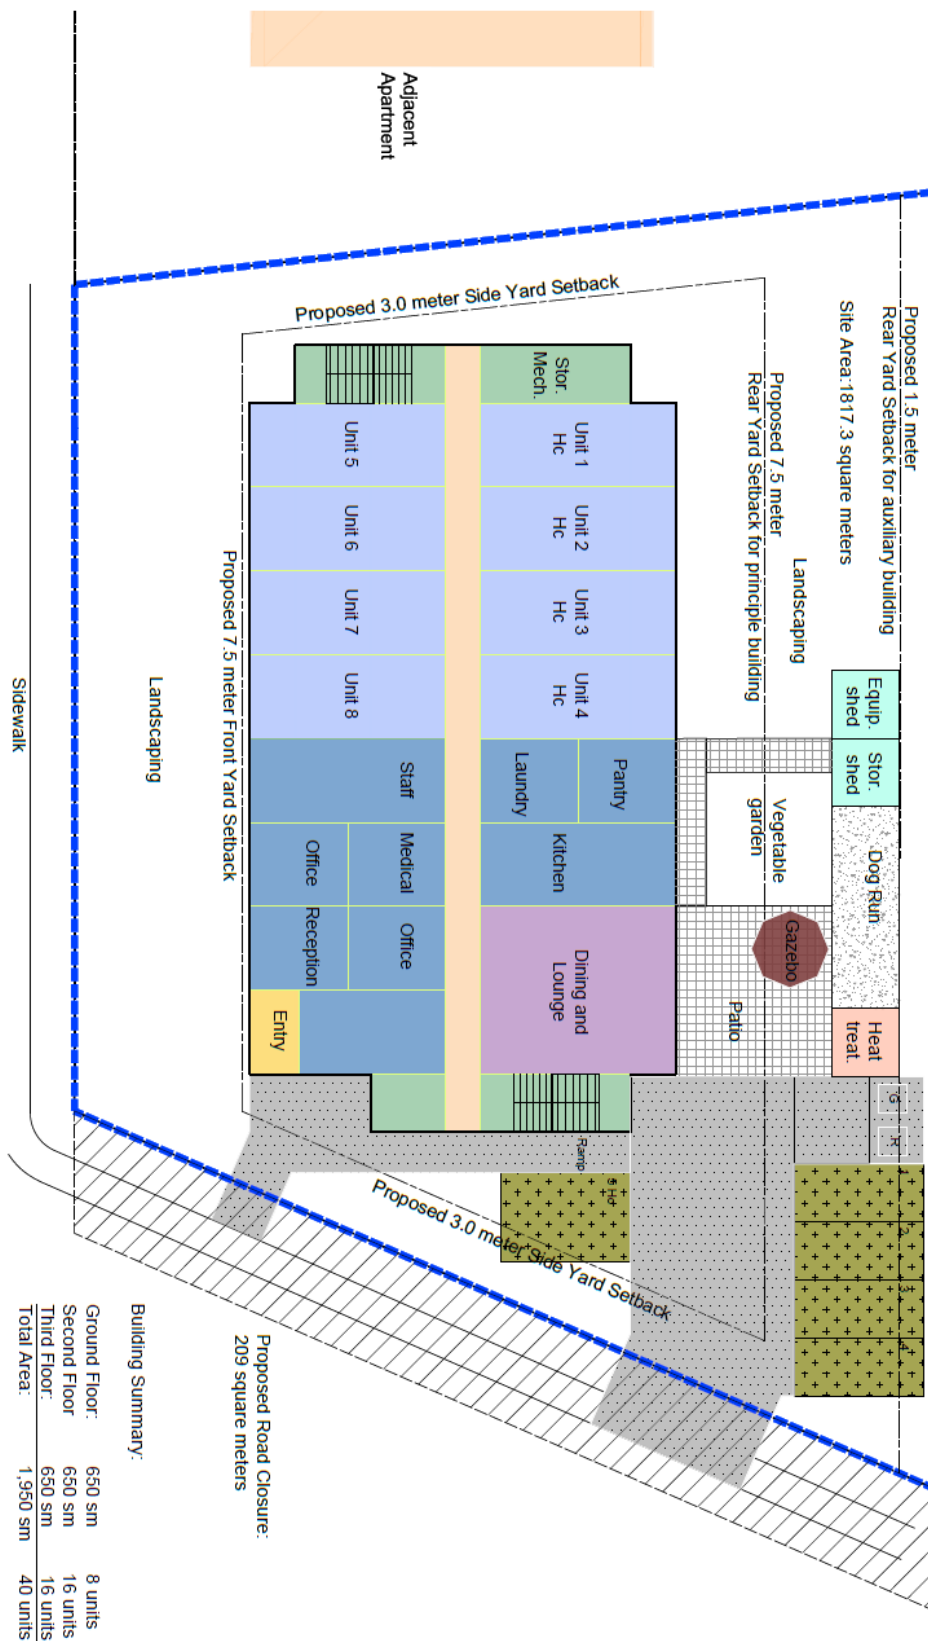 Adjacent
Apartment
Proposed 1.5 meter
Rear Yard Setback for auxiliary building
Site Area:1817.3 square meters
Proposed 3.0 meter Side Yard Setback
Proposed 7.5 meter
Rear Yard Setback for principle building
Landscaping
Stor.
Mech.
Unit 1
Hc
Unit 2
Hc
Unit 3
Hc
Unit 4
Hc
Unit 5
Unit 6
Unit 7
Unit 8
Equip.
shed
Stor.
shed
Dog Run
Heat
treat.
Vegetable
garden
Gazebo
Patio
Pantry
Laundry
Kitchen
Dining and
Lounge
Staff
Medical
Office
Office
Reception
Entry
Proposed 7.5 meter Front Yard Setback
Landscaping
Sidewalk
G
R
2
3
4
Ramp
5 Hc
Proposed 3.0 meter Side Yard Setback
Proposed Road Closure:
209 square meters
Building Summary:
Ground Floor: 650 sm 8 units
Second Floor 650 sm 16 units
Third Floor: 650 sm 16 units
Total Area: 1,950 sm 40 units